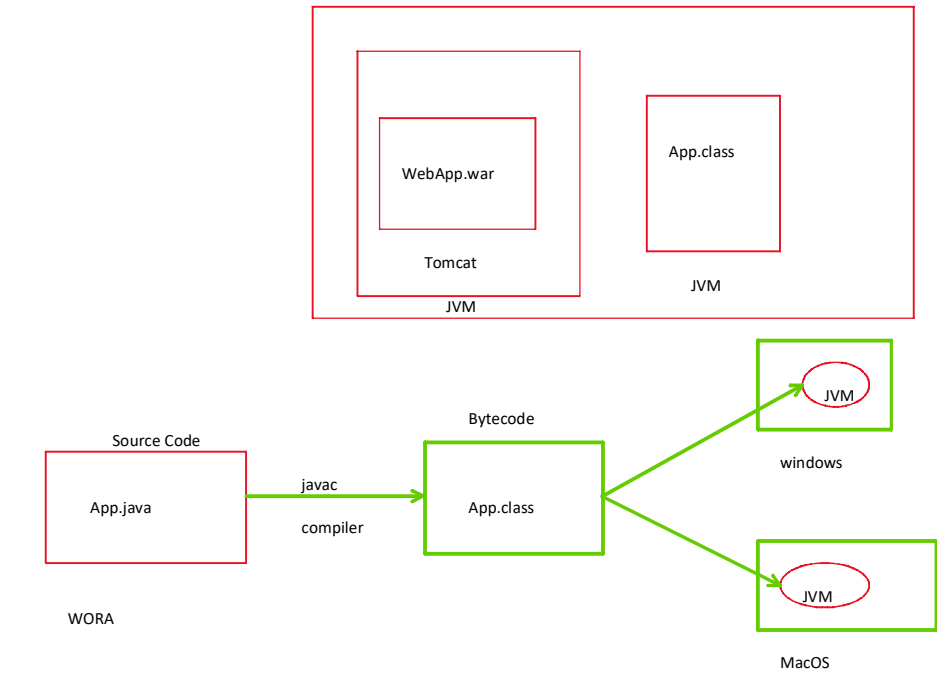 WebApp.war
App.class
Tomcat
JVM
JVM
JVM
Bytecode
Source Code
windows
javac
App.java
App.class
compiler
JVM
WORA
MacOS